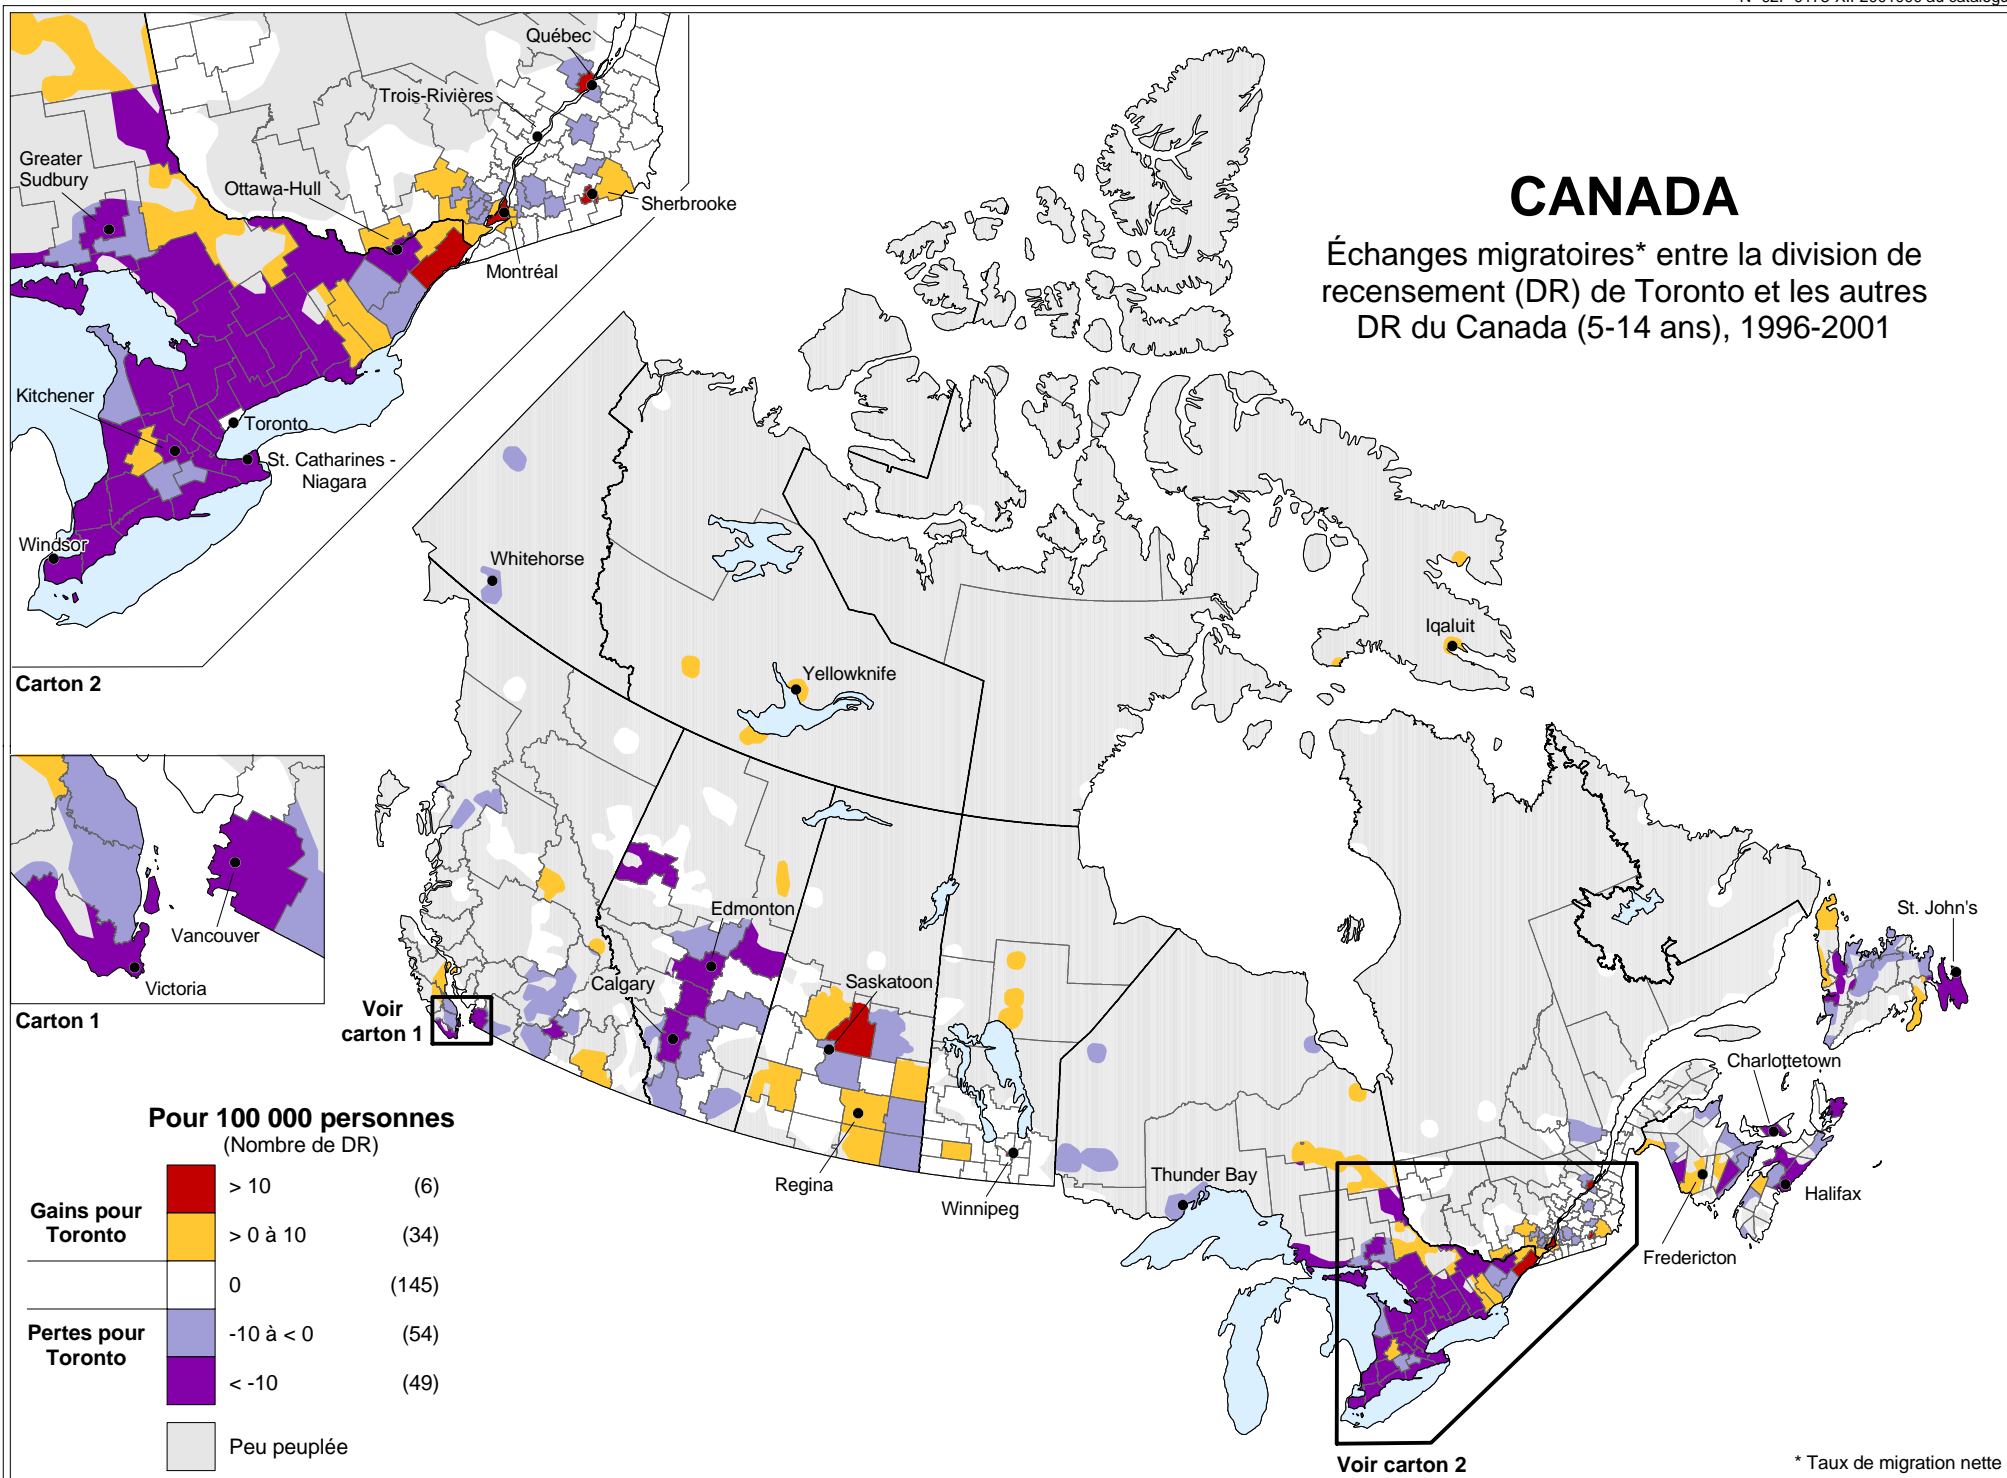 CANADA
Échanges migratoires* entre la division de
recensement (DR) de Toronto et les autres
DR du Canada (5-14 ans), 1996-2001
Québec
Trois-Rivières
Greater
Sudbury
Ottawa-Hull
Sherbrooke
Montréal
Kitchener
Toronto
St. Catharines -
Niagara
Windsor
Carton 2
Whitehorse
Yellowknife
Iqaluit
Vancouver
Victoria
Carton 1
Voir
carton 1
Edmonton
Calgary
Saskatoon
Regina
Winnipeg
Thunder Bay
St. John's
Charlottetown
Halifax
Fredericton
Pour 100 000 personnes
(Nombre de DR)
Gains pour
Toronto
> 10 (6)
> 0 à 10 (34)
0 (145)
Pertes pour
Toronto
-10 à < 0 (54)
< -10 (49)
Peu peuplée
Voir carton 2
* Taux de migration nette